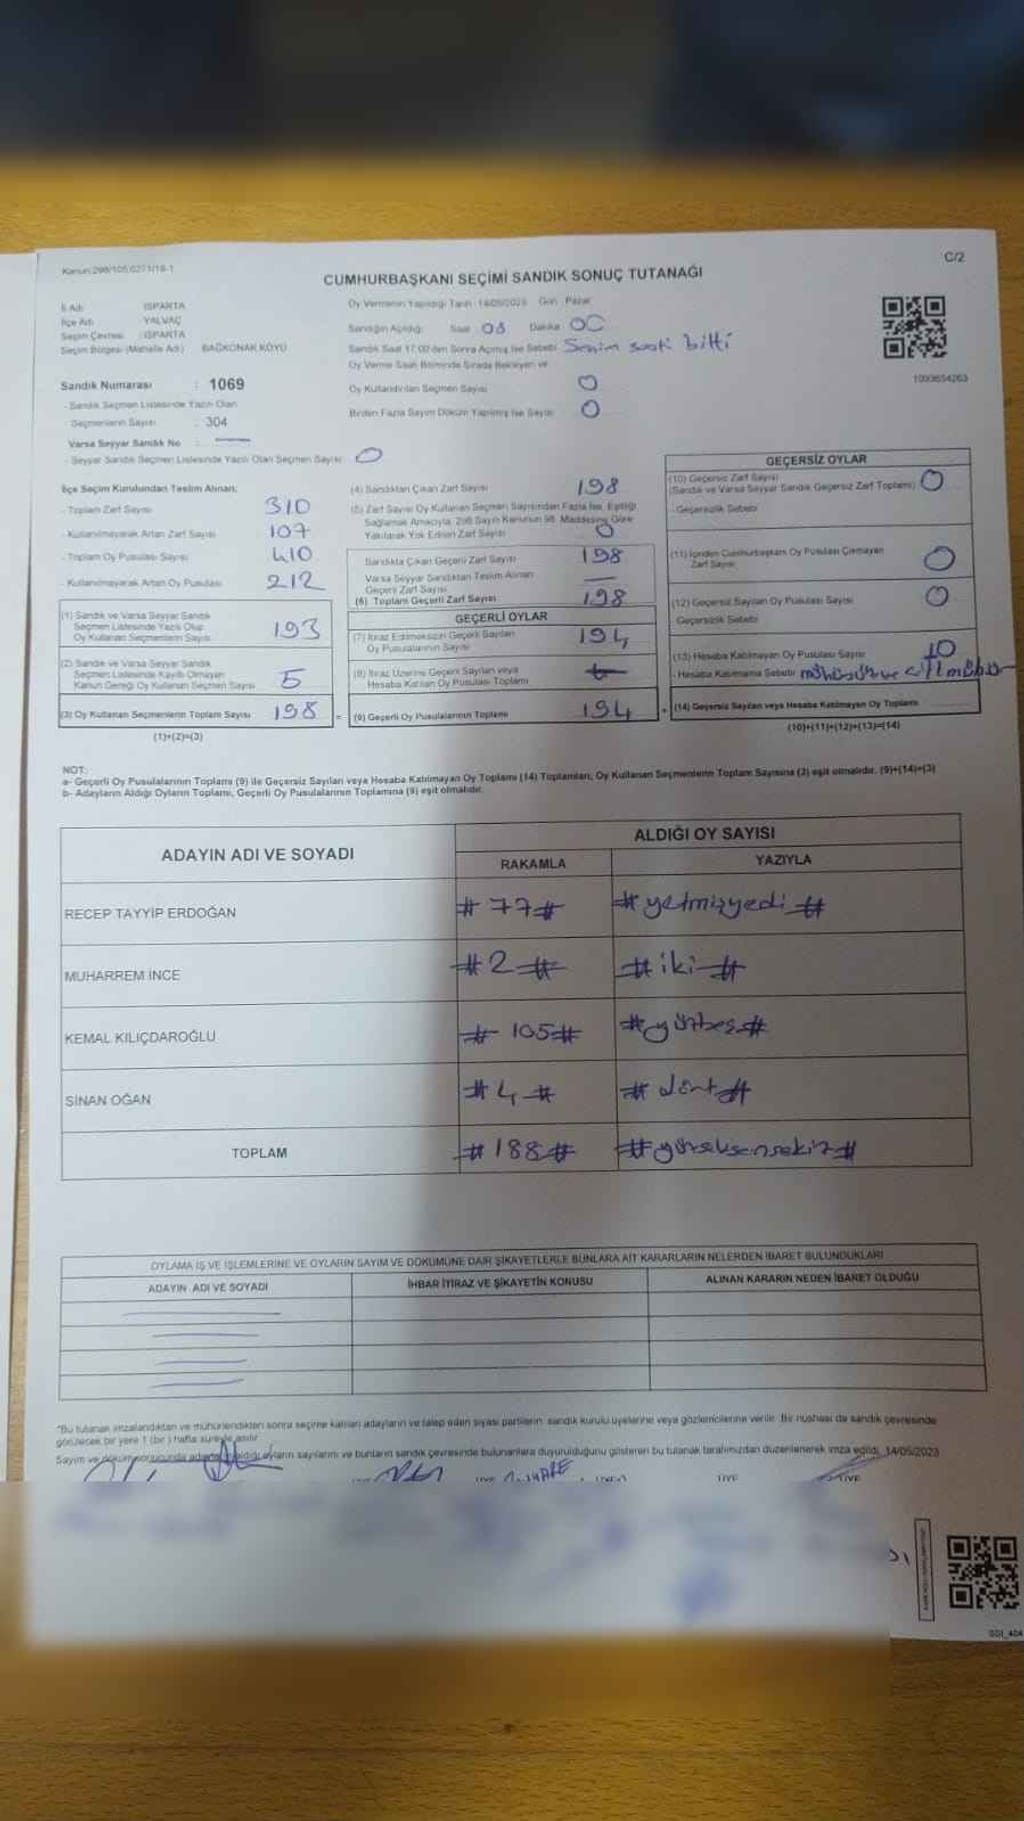 Kanun:298/105,0271/18-1
C/2
CUMHURBAŞKANI SEÇİMİ SANDIK SONUÇ TUTANAĞI
İl Adı: ISPARTA
İlçe Adı: YALVAÇ
Seçim Çevresi : ISPARTA
Seçim Bölgesi (Mahalle Adı) BAĞKONAK KÖYÜ
Sandık Numarası : 1069
- Sandık Seçmen Listesinde Yazılı Olan
- Seçmenlerin Sayısı : 304
Varsa Seyyar Sandık No :
- Seyyar Sandık Seçmen Listesinde Yazılı Olan Seçmen Sayısı 0
Oy Vermenin Yapıldığı Tarih : 14/05/2023 Gün : Pazar
Sandığın Açıldığı Saat : 08 Dakika
Sandık Saat 17:00'den Sonra Açılmış İse Sebebi saati bitti
Oy Verme Saati Bitiminde Sırada Bekleyen ve
Oy Kullandırılan Seçmen Sayısı 0
Birden Fazla Sayım Döküm Yapılmış İse Sayısı 0
1093654263
İlçe Seçim Kurulundan Teslim Alınan;
- Toplam Zarf Sayısı 310
- Kullanılmayarak Artan Zarf Sayısı 107
- Toplam Oy Pusulası Sayısı 410
- Kullanılmayarak Artan Oy Pusulası 212
(1) Sandık ve Varsa Seyyar Sandık
Seçmen Listesinde Yazılı Olup
Oy Kullanan Seçmenlerin Sayısı 193
(2) Sandık ve Varsa Seyyar Sandık
Seçmen Listesinde Kayıtlı Olmayan
Kanun Gereği Oy Kullanan Seçmen Sayısı 5
(3) Oy Kullanan Seçmenlerin Toplam Sayısı 198 =
(1)+(2)=(3)
(4) Sandıktan Çıkan Zarf Sayısı 198
(5) Zarf Sayısı Oy Kullanan Seçmen Sayısından Fazla İse, Eşitliği
Sağlamak Amacıyla, 298 Sayılı Kanunun 98. Maddesine Göre
Yakılarak Yok Edilen Zarf Sayısı 0
Sandıkta Çıkan Geçerli Zarf Sayısı 198
Varsa Seyyar Sandıktan Teslim Alınan
Geçerli Zarf Sayısı
(6) Toplam Geçerli Zarf Sayısı 198
GEÇERLİ OYLAR
(7) İtiraz Edilmeksizin Geçerli Sayılan
Oy Pusulalarının Sayısı 194
(8) İtiraz Üzerine Geçerli Sayılan veya
Hesaba Katılan Oy Pusulası Toplamı
(9) Geçerli Oy Pusulalarının Toplamı 194 +
GEÇERSİZ OYLAR
(10) Geçersiz Zarf Sayısı
(Sandık ve Varsa Seyyar Sandık Geçersiz Zarf Toplamı) 0
- Geçersizlik Sebebi
(11) İçinden Cumhurbaşkanı Oy Pusulası Çıkmayan
Zarf Sayısı 0
(12) Geçersiz Sayılan Oy Pusulası Sayısı 0
Geçersizlik Sebebi
(13) Hesaba Katılmayan Oy Pusulası Sayısı 10
- Hesaba Katılmama Sebebi mühürsüz ve çift mühür
(14) Geçersiz Sayılan veya Hesaba Katılmayan Oy Toplamı
(10)+(11)+(12)+(13)=(14)
NOT:
a- Geçerli Oy Pusulalarının Toplamı (9) ile Geçersiz Sayılan veya Hesaba Katılmayan Oy Toplamı (14) Toplamları, Oy Kullanan Seçmenlerin Toplam Sayısına (3) eşit olmalıdır. (9)+(14)=(3)
b- Adayların Aldığı Oyların Toplamı, Geçerli Oy Pusulalarının Toplamına (9) eşit olmalıdır.
ADAYIN ADI VE SOYADI
ALDIĞI OY SAYISI
RAKAMLA YAZIYLA
RECEP TAYYİP ERDOĞAN #77# #yetmişyedi#
MUHARREM İNCE #2# #iki#
KEMAL KILIÇDAROĞLU #105# #yüzbeş#
SİNAN OĞAN #4# #dört#
TOPLAM #188# #yüzseksensekiz#
OYLAMA İŞ VE İŞLEMLERİNE VE OYLARIN SAYIM VE DÖKÜMÜNE DAİR ŞİKAYETLERLE BUNLARA AİT KARARLARIN NELERDEN İBARET BULUNDUKLARI
ADAYIN ADI VE SOYADI İHBAR İTİRAZ VE ŞİKAYETİN KONUSU ALINAN KARARIN NEDEN İBARET OLDUĞU
"Bu tutanak imzalandıktan ve mühürlendikten sonra seçime katılan adayların ve talep eden siyasi partilerin sandık kurulu üyelerine veya gözlemcilerine verilir. Bir nüshası da sandık çevresinde
görülecek bir yere 1 (bir) hafta süreyle asılır.
Sayım ve döküm sonucunda adayların aldığı oyların sayılarını ve bunların sandık çevresinde bulunanlara duyurulduğunu gösteren bu tutanak tarafımızdan düzenlenerek imza edildi. 14/05/2023
ÜYE ÜYE